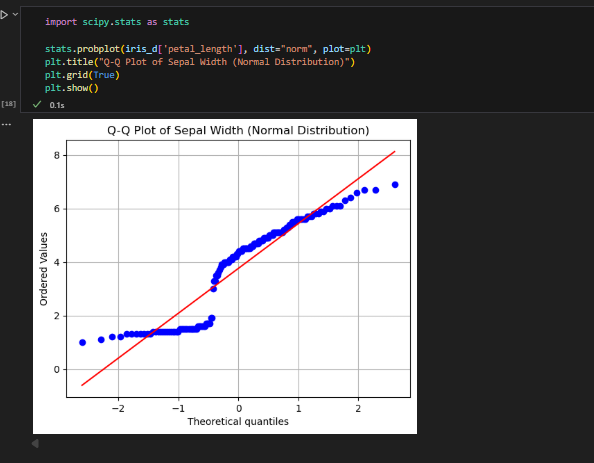 import scipy.stats as stats
stats.probplot(iris_d['petal_length'], dist="norm", plot=plt)
plt.title("Q-Q Plot of Sepal Width (Normal Distribution)")
plt.grid(True)
plt.show()
[18]
0.1s
...
Q-Q Plot of Sepal Width (Normal Distribution)
8
6
4
2
0
Ordered Values
−2
−1
0
1
2
Theoretical quantiles